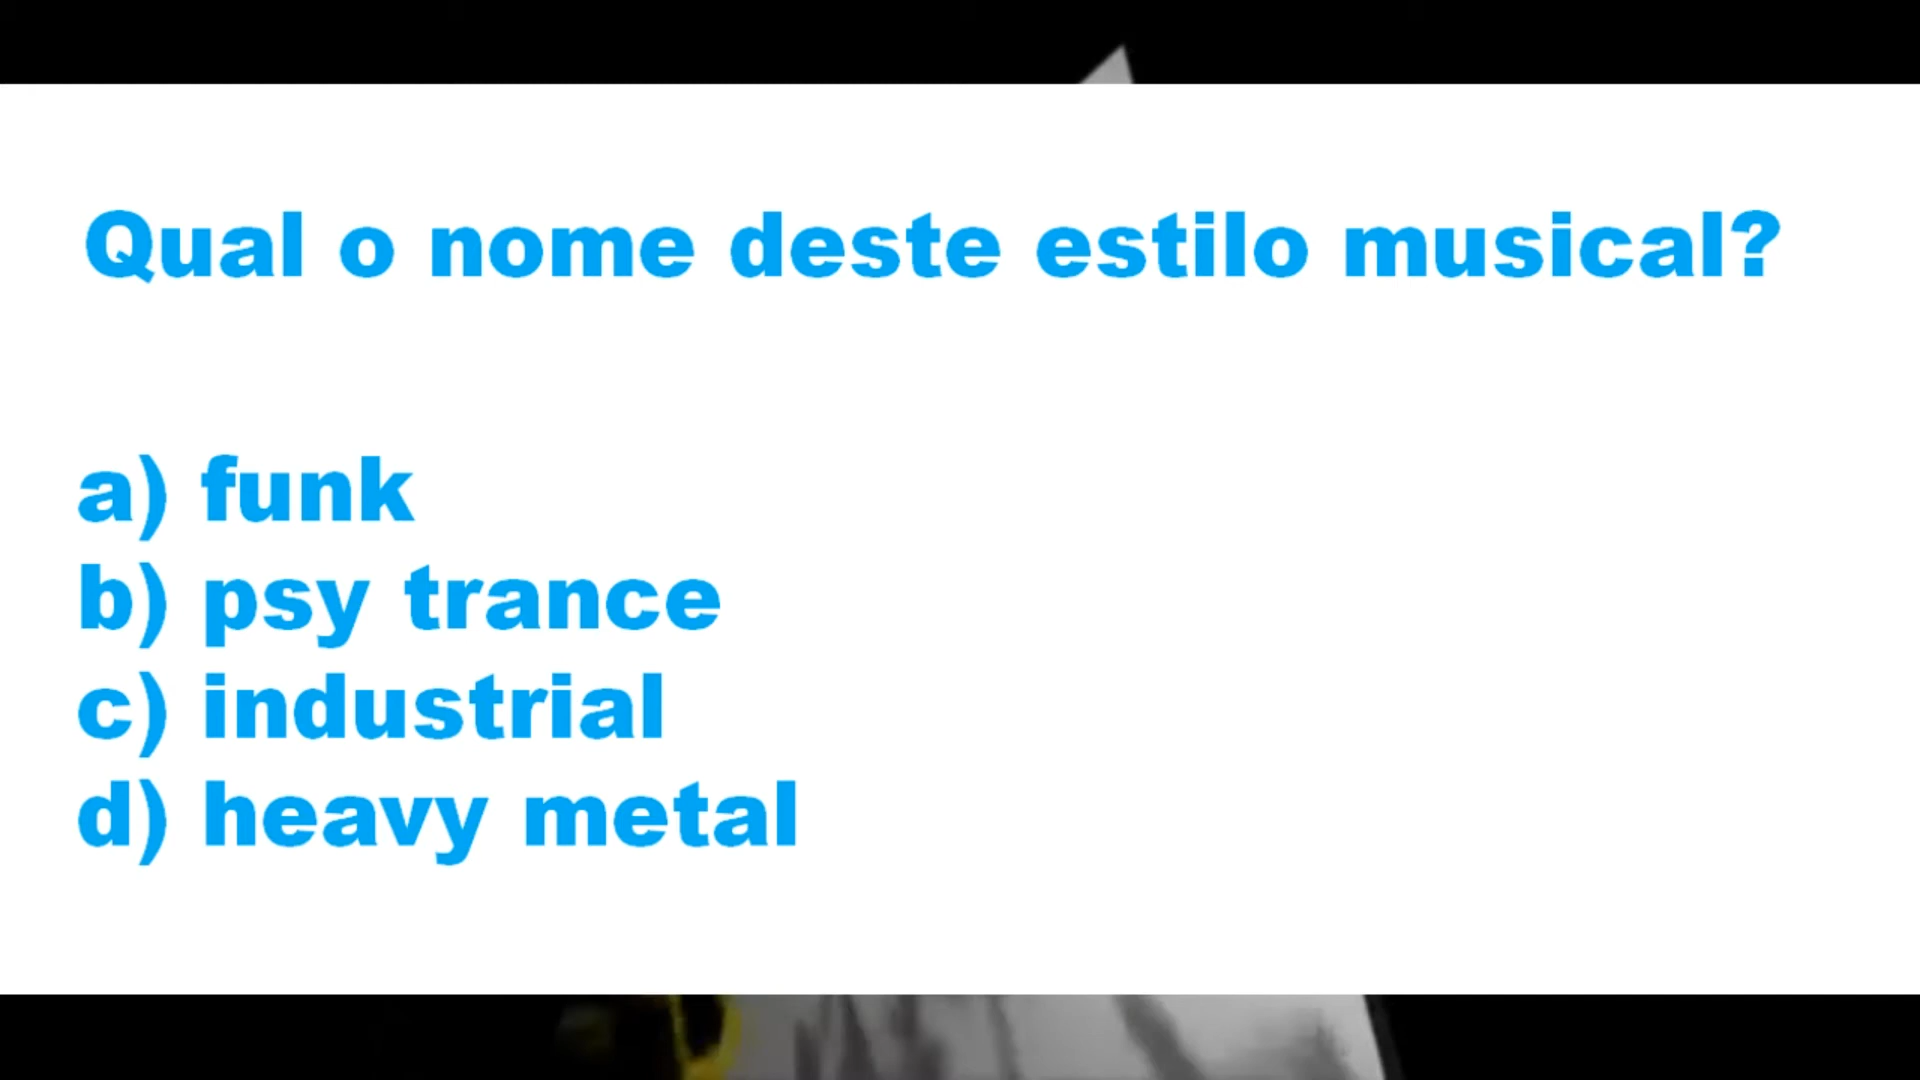 Qual o nome deste estilo musical?
a) funk
b) psy trance
c) industrial
d) heavy metal